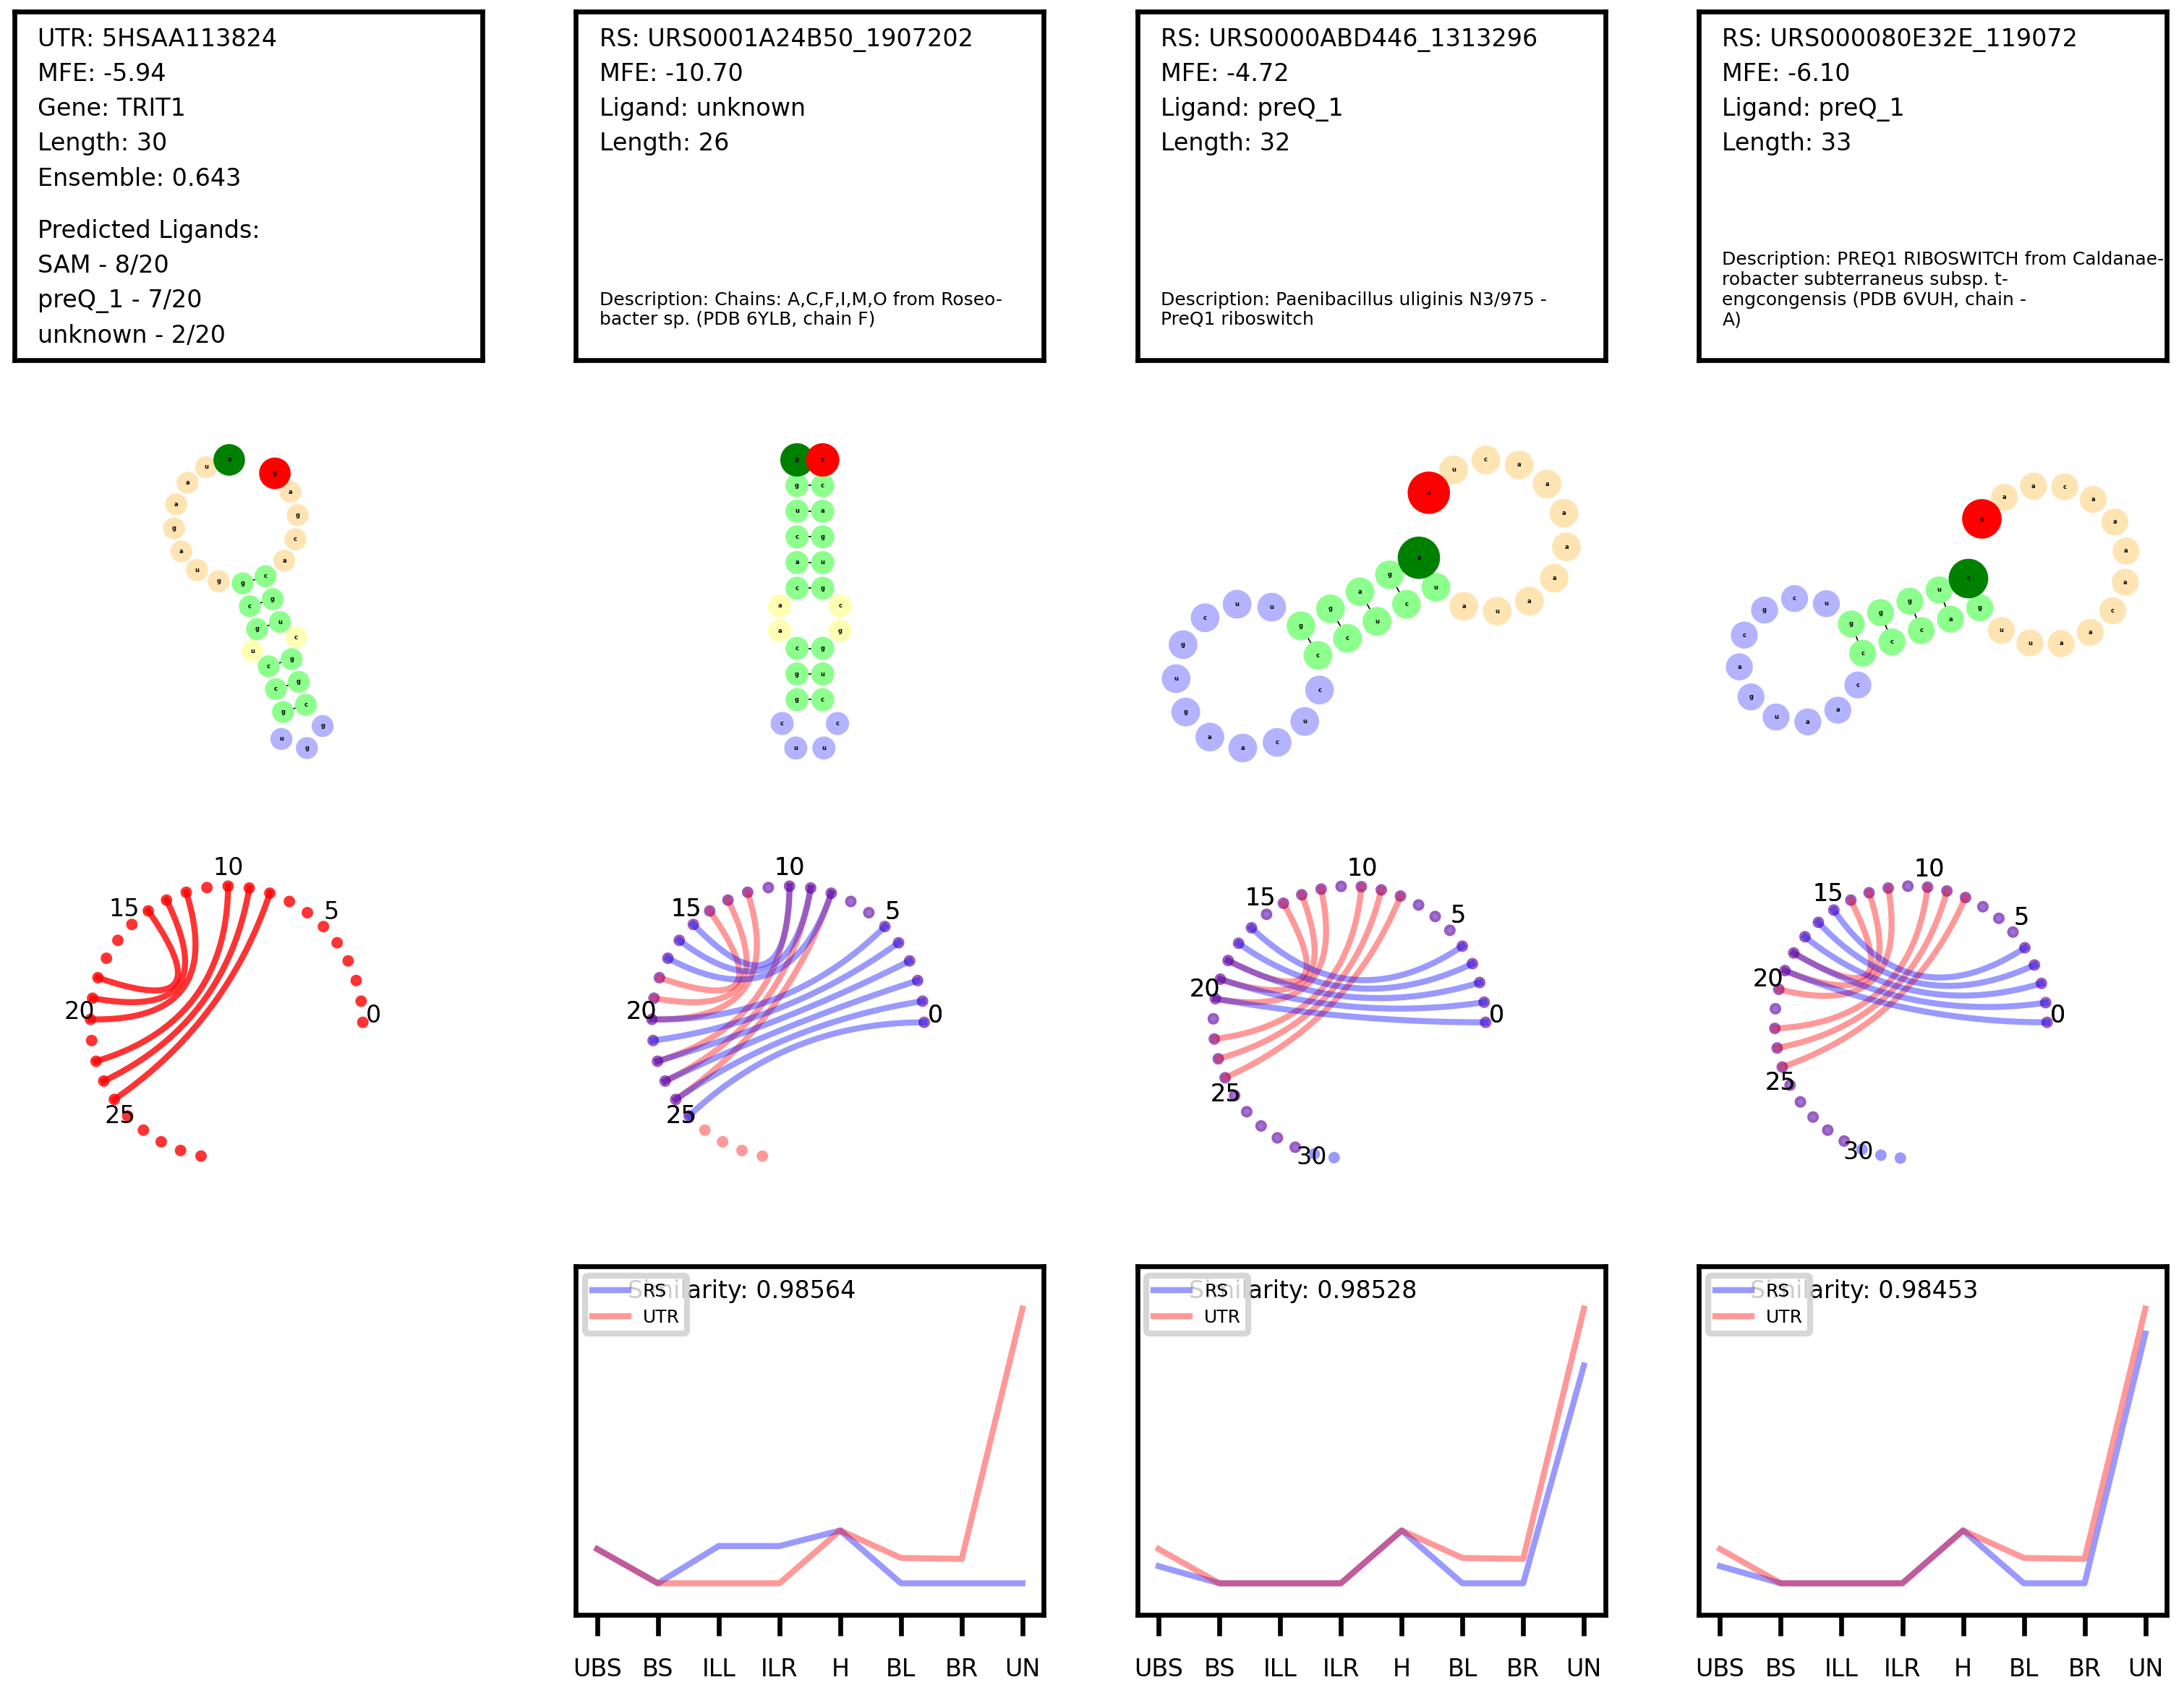 UTR: 5HSAA113824
MFE: -5.94
Gene: TRIT1
Length: 30
Ensemble: 0.643
Predicted Ligands:
SAM - 8/20
preQ_1 - 7/20
unknown - 2/20
RS: URS0001A24B50_1907202
MFE: -10.70
Ligand: unknown
Length: 26
Description: Chains: A,C,F,I,M,O from Roseo-
bacter sp. (PDB 6YLB, chain F)
RS: URS0000ABD446_1313296
MFE: -4.72
Ligand: preQ_1
Length: 32
Description: Paenibacillus uliginis N3/975 -
PreQ1 riboswitch
RS: URS000080E32E_119072
MFE: -6.10
Ligand: preQ_1
Length: 33
Description: PREQ1 RIBOSWITCH from Caldanae-
robacter subterraneus subsp. t-
engcongensis (PDB 6VUH, chain -
A)
0
5
10
15
20
25
0
5
10
15
20
25
0
5
10
15
20
25
30
0
5
10
15
20
25
30
Similarity: 0.98564
RS
UTR
UBS BS ILL ILR H BL BR UN
Similarity: 0.98528
RS
UTR
UBS BS ILL ILR H BL BR UN
Similarity: 0.98453
RS
UTR
UBS BS ILL ILR H BL BR UN